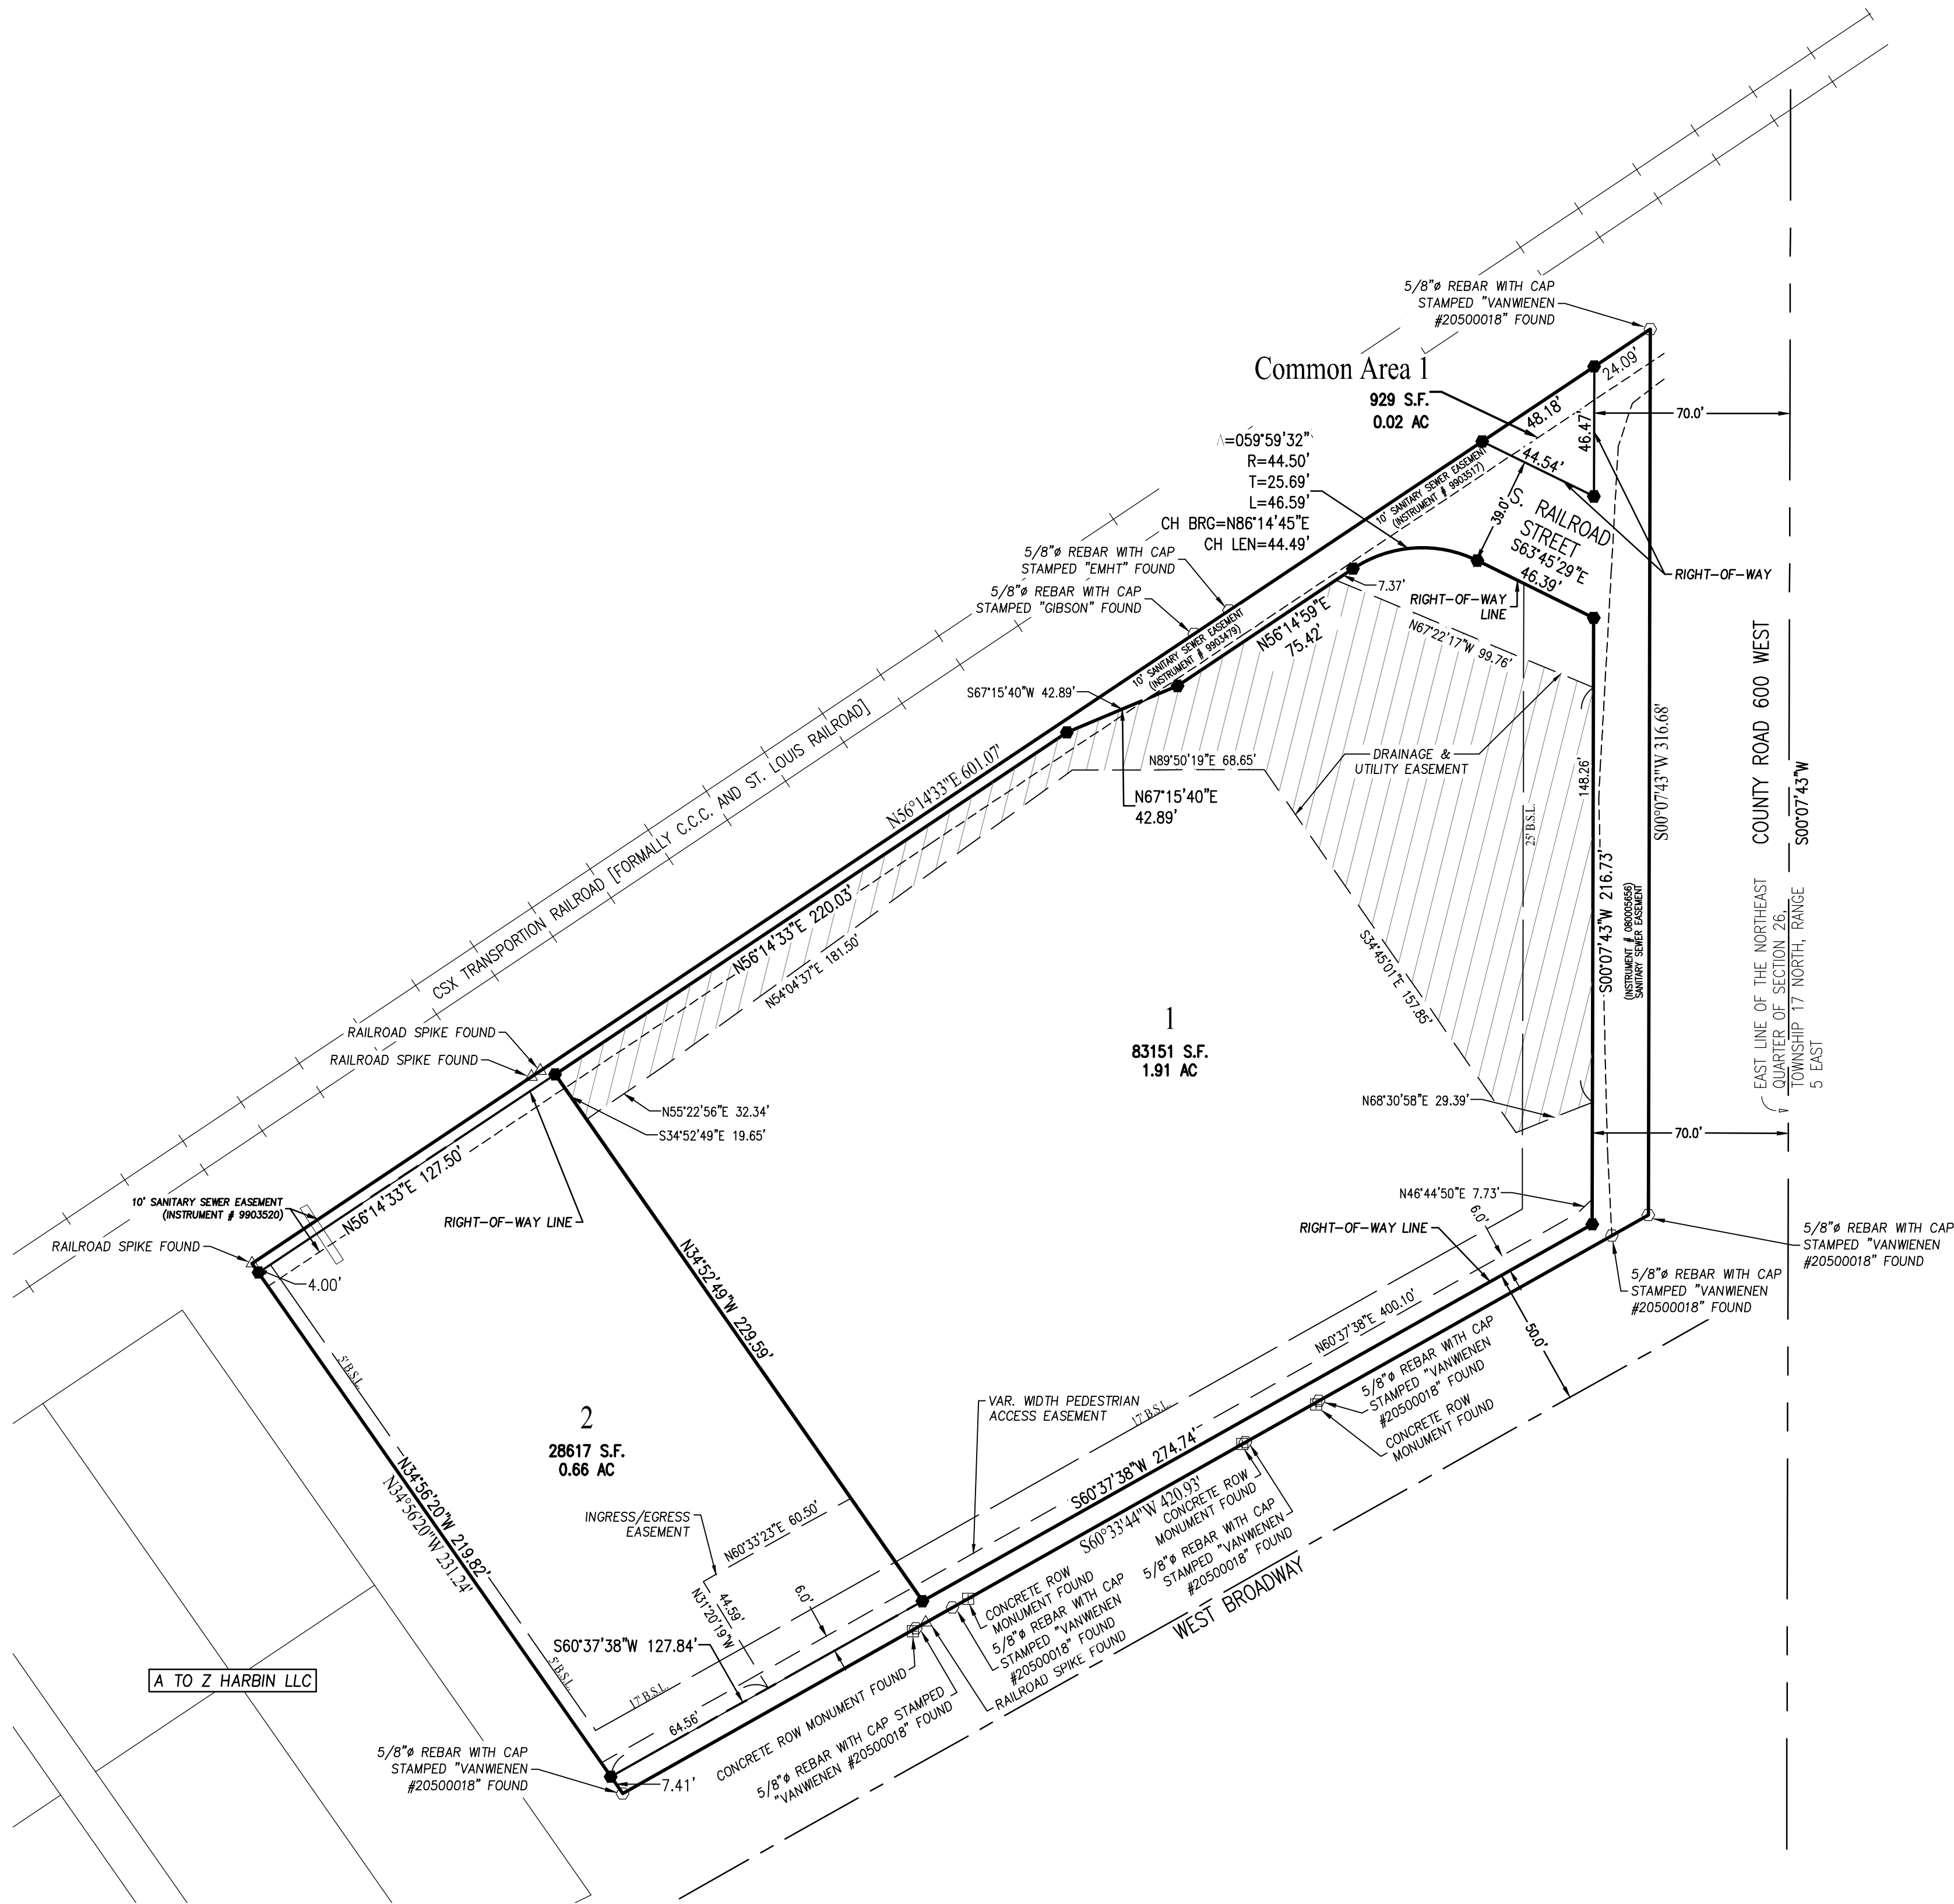 5/8"ø REBAR WITH CAP
STAMPED "VANWIENEN
#20500018" FOUND
Common Area 1
929 S.F.
0.02 AC
24.09'
48.18'
46.47'
44.54'
70.0'
=059°59'32"
R=44.50'
T=25.69'
L=46.59'
CH BRG=N86°14'45"E
CH LEN=44.49'
10' SANITARY SEWER EASEMENT
(INSTRUMENT # 9903517)
39.0'
S. RAILROAD
STREET
S63°45'29"E
46.39'
RIGHT-OF-WAY
5/8"ø REBAR WITH CAP
STAMPED "EMHT" FOUND
5/8"ø REBAR WITH CAP
STAMPED "GIBSON" FOUND
7.37'
RIGHT-OF-WAY
LINE
N67°22'17"W 99.76'
N56°14'59"E
75.42'
10' SANITARY SEWER EASEMENT
(INSTRUMENT # 9903479)
S67°15'40"W 42.89'
N89°50'19"E 68.65'
N67°15'40"E
42.89'
DRAINAGE &
UTILITY EASEMENT
148.26'
25' B.S.L.
COUNTY ROAD 600 WEST
S00°07'43"W
S00°07'43"W 316.68'
S00°07'43"W 216.73'
(INSTRUMENT # 080005656)
SANITARY SEWER EASEMENT
EAST LINE OF THE NORTHEAST
QUARTER OF SECTION 26,
TOWNSHIP 17 NORTH, RANGE
5 EAST
CSX TRANSPORTION RAILROAD [FORMALLY C.C.C. AND ST. LOUIS RAILROAD]
N56°14'33"E 601.07'
N56°14'33"E 220.03'
N54°04'37"E 181.50'
S34°45'01"E 157.85'
1
83151 S.F.
1.91 AC
RAILROAD SPIKE FOUND
RAILROAD SPIKE FOUND
N55°22'56"E 32.34'
S34°52'49"E 19.65'
N68°30'58"E 29.39'
70.0'
N56°14'33"E 127.50'
10' SANITARY SEWER EASEMENT
(INSTRUMENT # 9903520)
RIGHT-OF-WAY LINE
RAILROAD SPIKE FOUND
4.00'
N46°44'50"E 7.73'
6.0'
RIGHT-OF-WAY LINE
5/8"ø REBAR WITH CAP
STAMPED "VANWIENEN
#20500018" FOUND
5/8"ø REBAR WITH CAP
STAMPED "VANWIENEN
#20500018" FOUND
N34°52'49"W 229.59'
N60°37'38"E 400.10'
50.0'
5/8"ø REBAR WITH CAP
STAMPED "VANWIENEN
#20500018" FOUND
CONCRETE ROW
MONUMENT FOUND
5' B.S.L.
VAR. WIDTH PEDESTRIAN
ACCESS EASEMENT
17' B.S.L.
2
28617 S.F.
0.66 AC
S60°37'38"W 274.74'
S60°33'44"W 420.93'
CONCRETE ROW
MONUMENT FOUND
5/8"ø REBAR WITH CAP
STAMPED "VANWIENEN
#20500018" FOUND
N34°56'20"W 219.82'
N34°56'20"W 231.24'
INGRESS/EGRESS
EASEMENT
N60°33'23"E 60.50'
44.59'
N31°20'19"W
6.0'
CONCRETE ROW
MONUMENT FOUND
5/8"ø REBAR WITH CAP
STAMPED "VANWIENEN
#20500018" FOUND
RAILROAD SPIKE FOUND
WEST BROADWAY
S60°37'38"W 127.84'
5' B.S.L.
17' B.S.L.
64.56'
A TO Z HARBIN LLC
CONCRETE ROW MONUMENT FOUND
5/8"ø REBAR WITH CAP STAMPED
"VANWIENEN #20500018" FOUND
5/8"ø REBAR WITH CAP
STAMPED "VANWIENEN
#20500018" FOUND
7.41'